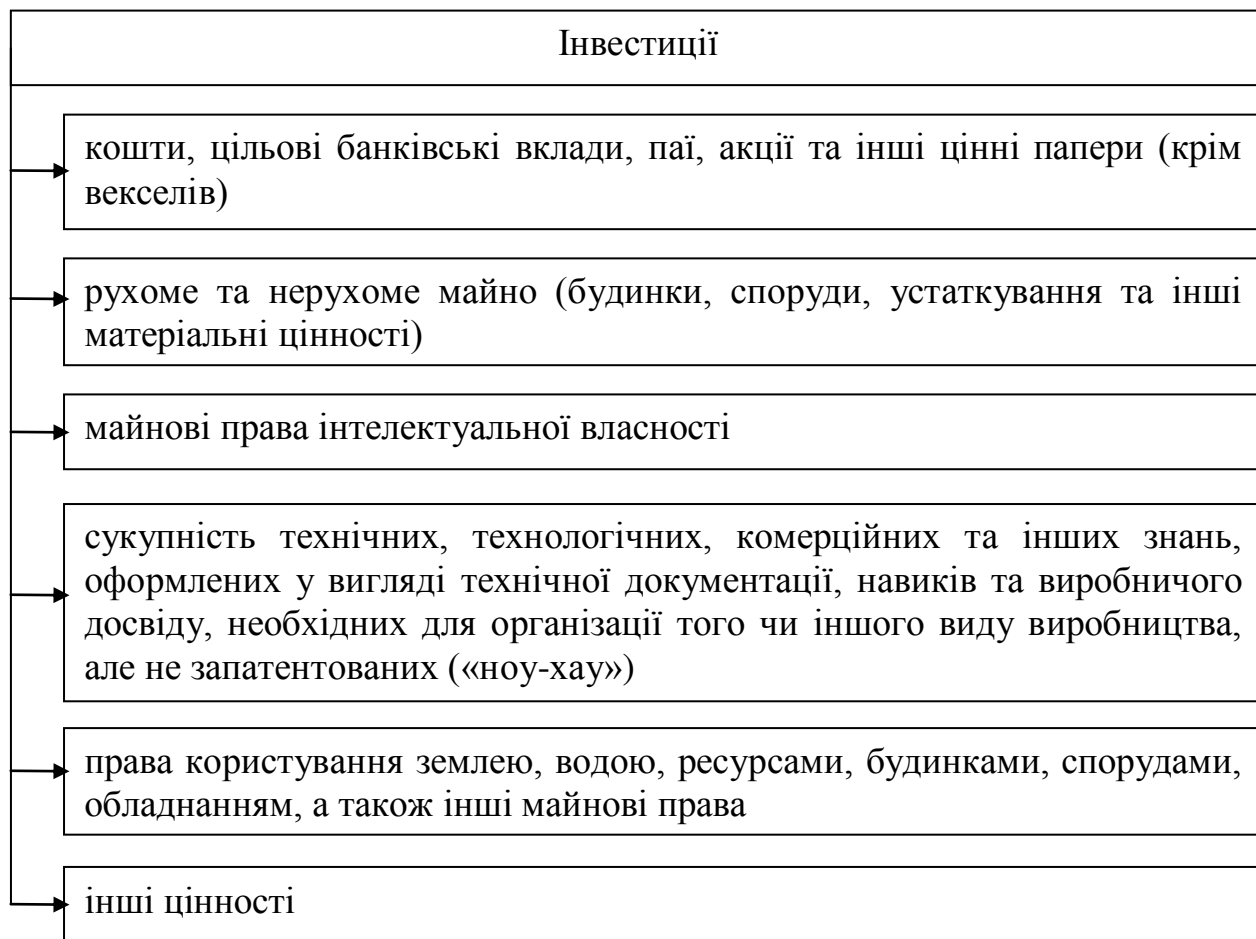 Інвестиції
кошти, цільові банківські вклади, паї, акції та інші цінні папери (крім
векселів)
рухоме та нерухоме майно (будинки, споруди, устаткування та інші
матеріальні цінності)
майнові права інтелектуальної власності
сукупність технічних, технологічних, комерційних та інших знань,
оформлених у вигляді технічної документації, навиків та виробничого
досвіду, необхідних для організації того чи іншого виду виробництва,
але не запатентованих («ноу-хау»)
права користування землею, водою, ресурсами, будинками, спорудами,
обладнанням, а також інші майнові права
інші цінності